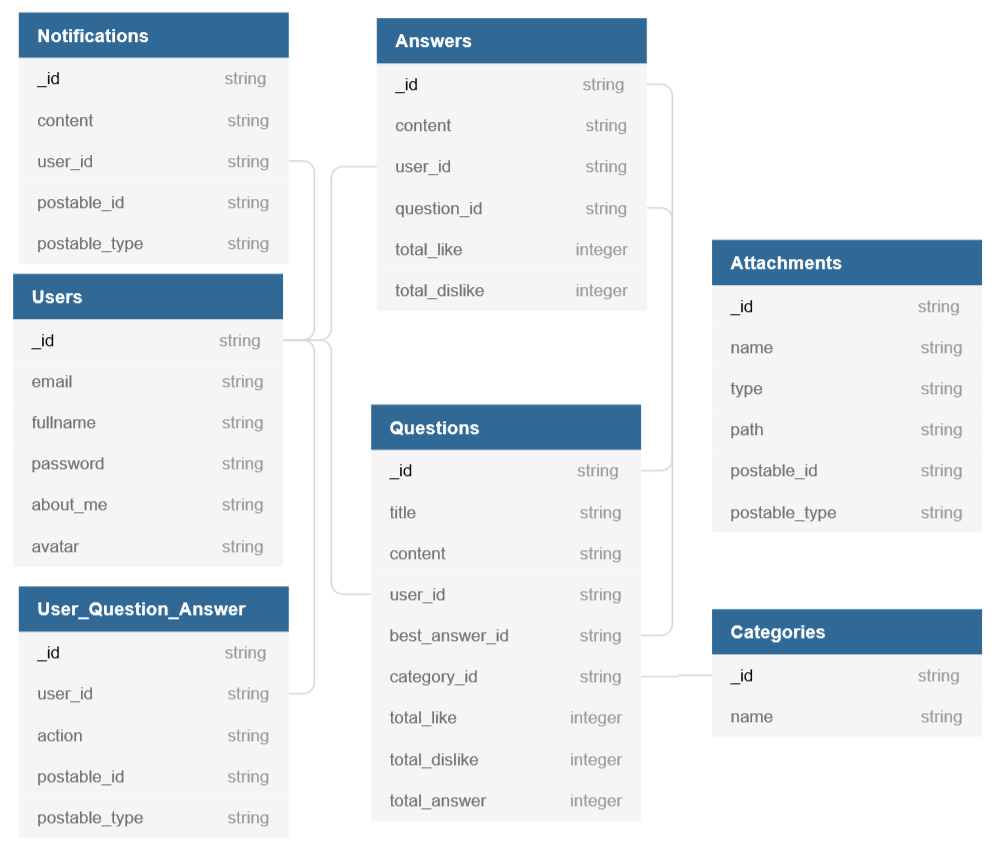 Notifications
_id string
content string
user_id string
postable_id string
postable_type string
Users
_id string
email string
fullname string
password string
about_me string
avatar string
User_Question_Answer
_id string
user_id string
action string
postable_id string
postable_type string
Answers
_id string
content string
user_id string
question_id string
total_like integer
total_dislike integer
Questions
_id string
title string
content string
user_id string
best_answer_id string
category_id string
total_like integer
total_dislike integer
total_answer integer
Attachments
_id string
name string
type string
path string
postable_id string
postable_type string
Categories
_id string
name string